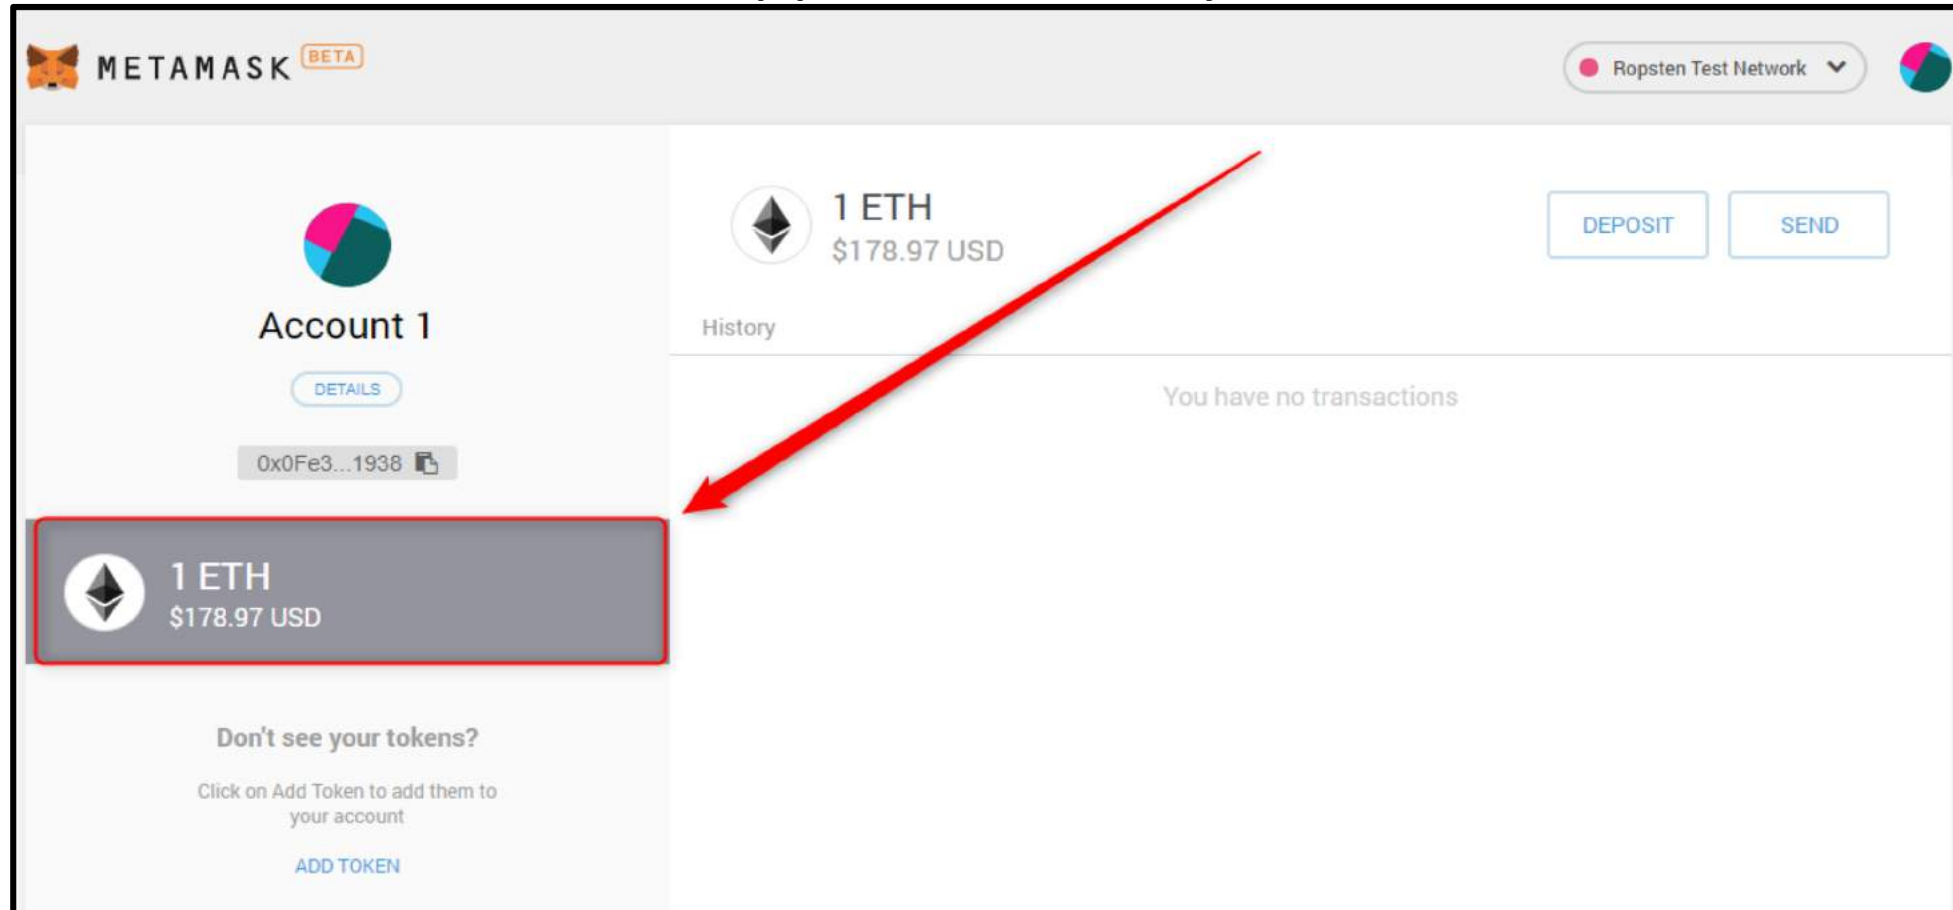 METAMASK BETA
Ropsten Test Network
Account 1
DETAILS
0x0Fe3...1938
1 ETH
$178.97 USD
Don't see your tokens?
Click on Add Token to add them to
your account
ADD TOKEN
1 ETH
$178.97 USD
DEPOSIT
SEND
History
You have no transactions